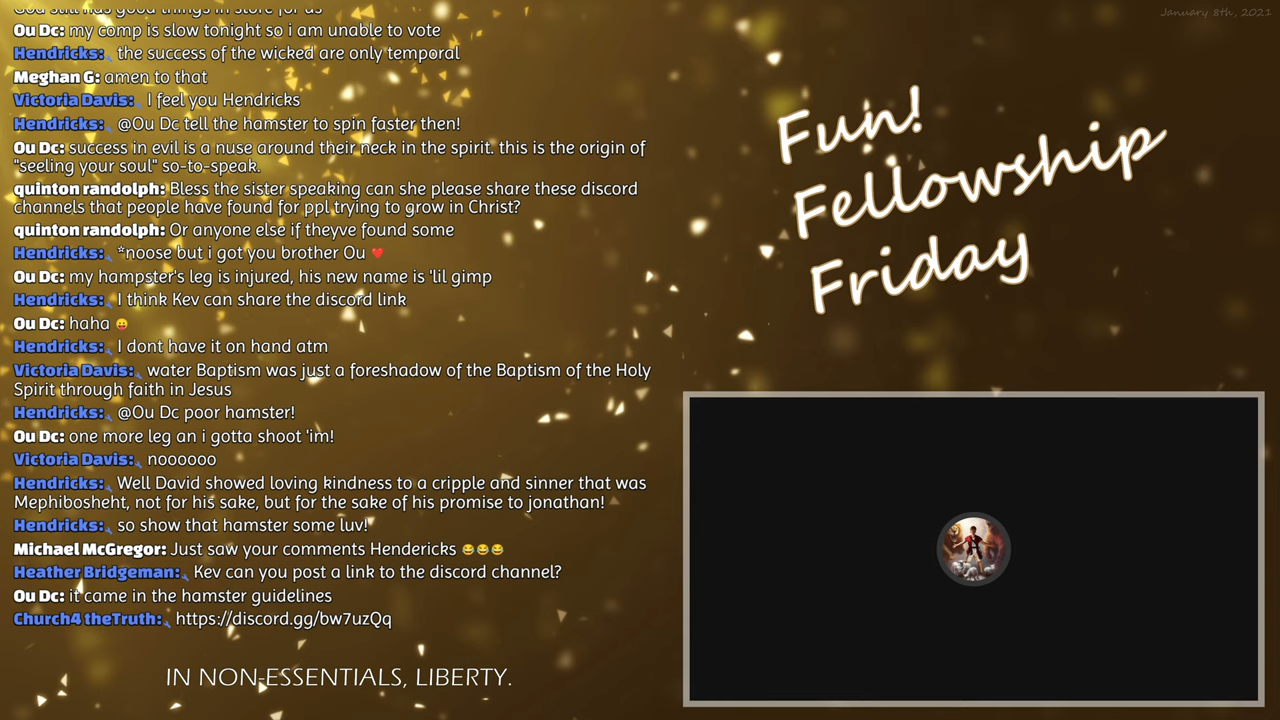 God still has good things in store for us
Ou Dc: my comp is slow tonight so i am unable to vote
Hendricks: the success of the wicked are only temporal
Meghan G: amen to that
Victoria Davis: I feel you Hendricks
Hendricks: @Ou Dc tell the hamster to spin faster then!
Ou Dc: success in evil is a nuse around their neck in the spirit. this is the origin of
"seeling your soul" so-to-speak.
quinton randolph: Bless the sister speaking can she please share these discord
channels that people have found for ppl trying to grow in Christ?
quinton randolph: Or anyone else if theyve found some
Hendricks: *noose but i got you brother Ou ❤️
Ou Dc: my hampster's leg is injured, his new name is 'lil gimp
Hendricks: I think Kev can share the discord link
Ou Dc: haha 😛
Hendricks: I dont have it on hand atm
Victoria Davis: water Baptism was just a foreshadow of the Baptism of the Holy
Spirit through faith in Jesus
Hendricks: @Ou Dc poor hamster!
Ou Dc: one more leg an i gotta shoot 'im!
Victoria Davis: noooooo
Hendricks: Well David showed loving kindness to a cripple and sinner that was
Mephibosheht, not for his sake, but for the sake of his promise to jonathan!
Hendricks: so show that hamster some luv!
Michael McGregor: Just saw your comments Hendericks 😂😂😂
Heather Bridgeman: Kev can you post a link to the discord channel?
Ou Dc: it came in the hamster guidelines
Church4 theTruth: https://discord.gg/bw7uzQq
IN NON-ESSENTIALS, LIBERTY.
January 8th, 2021
Fun!
Fellowship
Friday